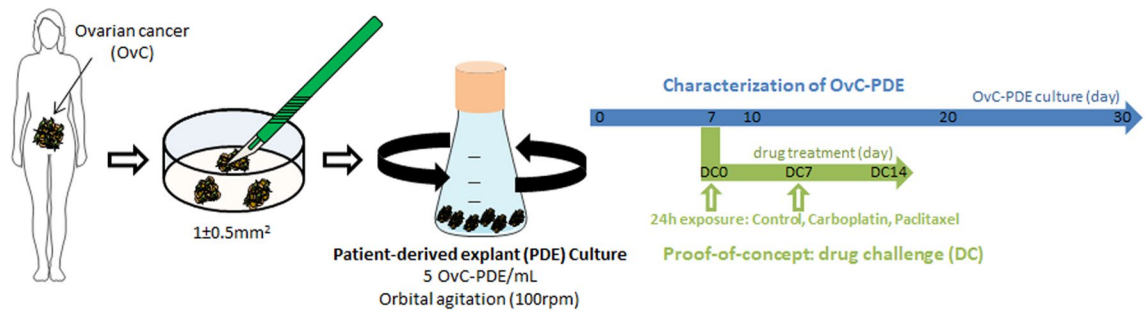 Ovarian cancer
(OvC)
1±0.5mm²
Patient-derived explant (PDE) Culture
5 OvC-PDE/mL
Orbital agitation (100rpm)
Characterization of OvC-PDE
OvC-PDE culture (day)
0 7 10 20 30
drug treatment (day)
DC0 DC7 DC14
24h exposure: Control, Carboplatin, Paclitaxel
Proof-of-concept: drug challenge (DC)